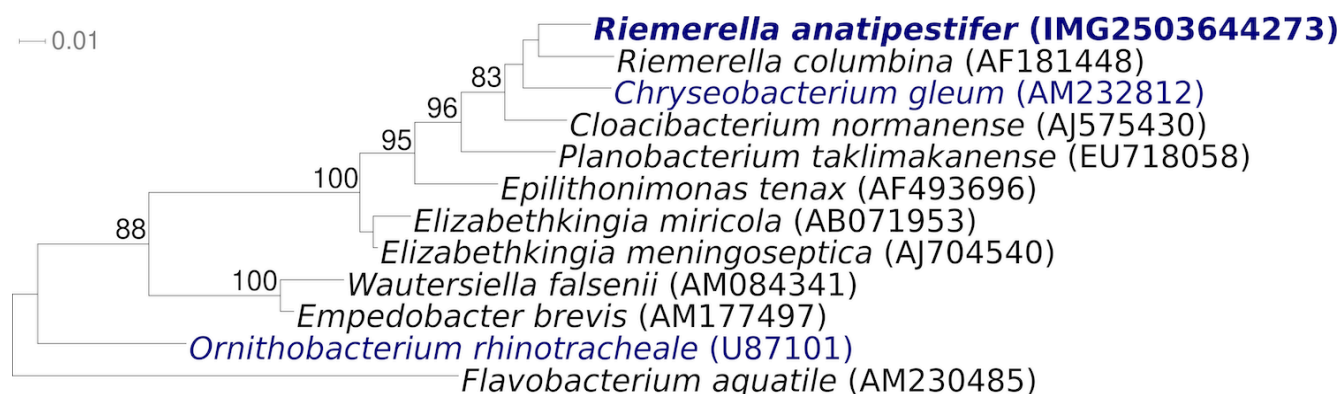 0.01
Riemerella anatipestifer (IMG2503644273)
Riemerella columbina (AF181448)
83
Chryseobacterium gleum (AM232812)
96
Cloacibacterium normanense (AJ575430)
95
Planobacterium taklimakanense (EU718058)
100
Epilithonimonas tenax (AF493696)
Elizabethkingia miricola (AB071953)
88
Elizabethkingia meningoseptica (AJ704540)
100
Wautersiella falsenii (AM084341)
Empedobacter brevis (AM177497)
Ornithobacterium rhinotracheale (U87101)
Flavobacterium aquatile (AM230485)